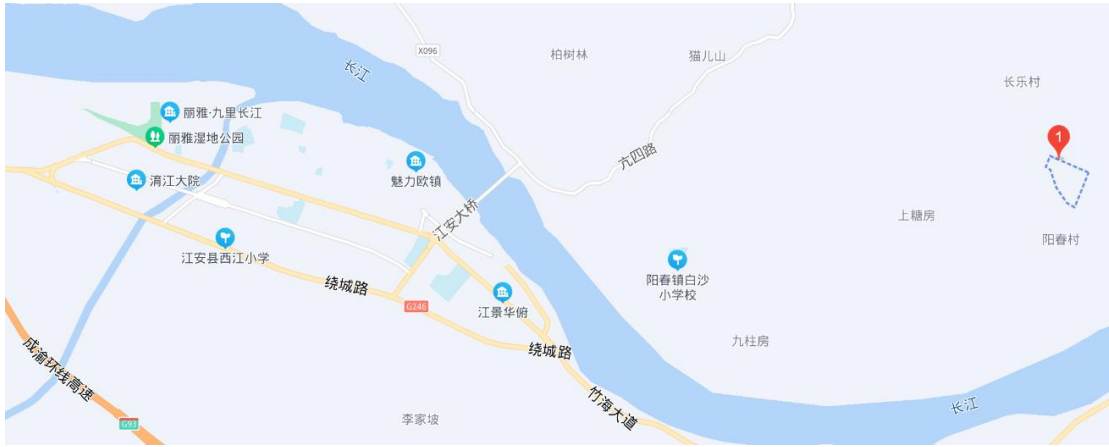 X096
柏树林
猫儿山
长江
长乐村
丽雅·九里长江
丽雅湿地公园
1
亢四路
魅力欧镇
淯江大院
江安大桥
上糖房
阳春村
江安县西江小学
阳春镇白沙
小学校
绕城路
G246
江景华俯
九柱房
绕城路
成渝环线高速
竹海大道
长江
李家坡
G93